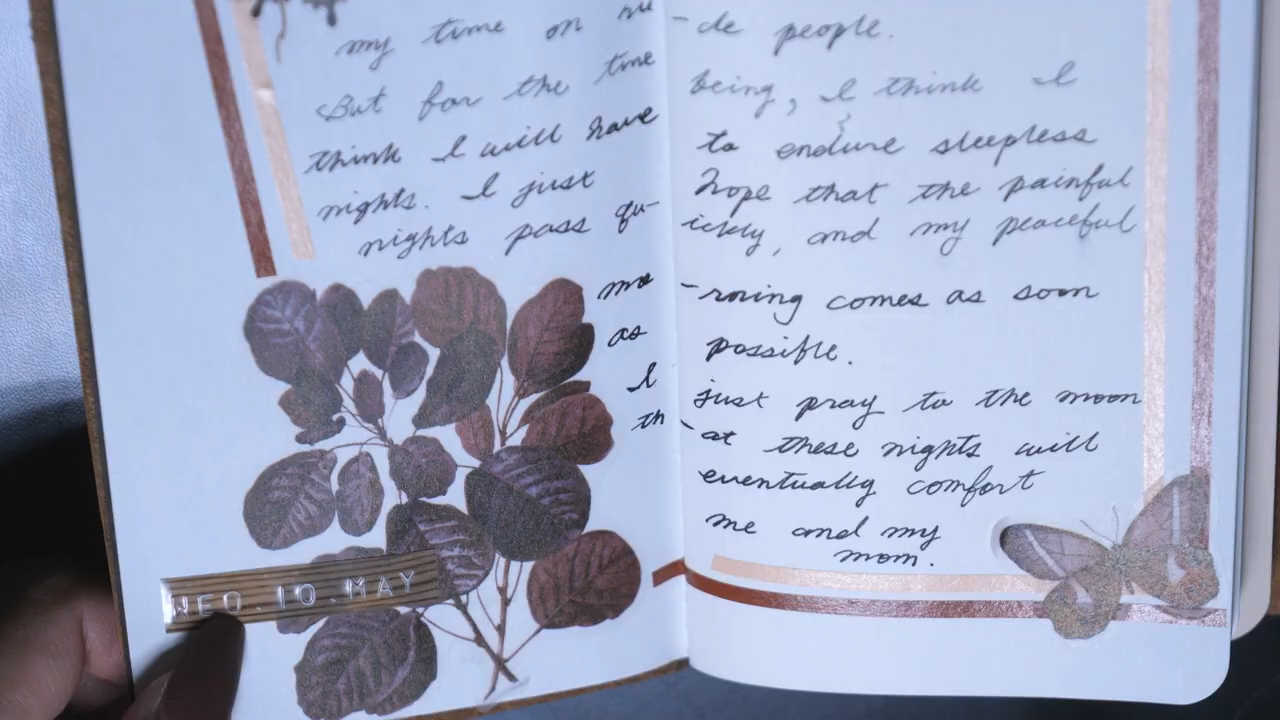 my time on ru -de people.
But for the time being, I think I
think I will have to endure sleepless
nights. I just hope that the painful
nights pass qu- ickly, and my peaceful
mo -rning comes as soon
as possible.
I just pray to the moon
th -at these nights will
eventually comfort
me and my
mom.
WED. 10. MAY